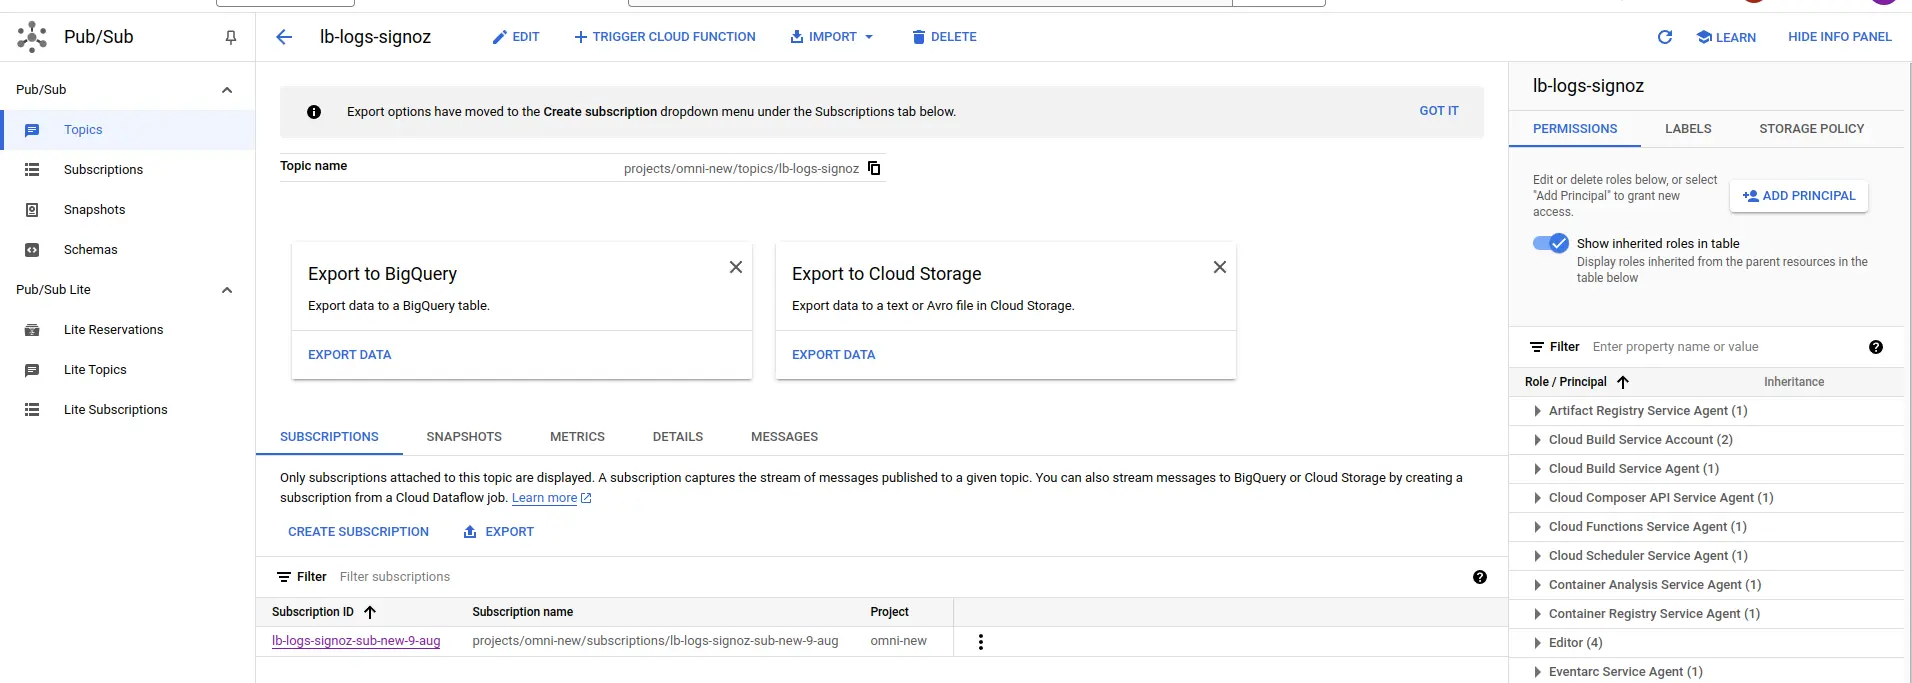 Pub/Sub
lb-logs-signoz
EDIT
TRIGGER CLOUD FUNCTION
IMPORT
DELETE
LEARN
HIDE INFO PANEL
Pub/Sub
Topics
Subscriptions
Snapshots
Schemas
Pub/Sub Lite
Lite Reservations
Lite Topics
Lite Subscriptions
Export options have moved to the Create subscription dropdown menu under the Subscriptions tab below.
GOT IT
Topic name
projects/omni-new/topics/lb-logs-signoz
Export to BigQuery
Export data to a BigQuery table.
EXPORT DATA
Export to Cloud Storage
Export data to a text or Avro file in Cloud Storage.
EXPORT DATA
SUBSCRIPTIONS
SNAPSHOTS
METRICS
DETAILS
MESSAGES
Only subscriptions attached to this topic are displayed. A subscription captures the stream of messages published to a given topic. You can also stream messages to BigQuery or Cloud Storage by creating a
subscription from a Cloud Dataflow job. Learn more
CREATE SUBSCRIPTION
EXPORT
Filter Filter subscriptions
Subscription ID
Subscription name
Project
lb-logs-signoz-sub-new-9-aug
projects/omni-new/subscriptions/lb-logs-signoz-sub-new-9-aug
omni-new
lb-logs-signoz
PERMISSIONS
LABELS
STORAGE POLICY
Edit or delete roles below, or select
"Add Principal" to grant new
access.
ADD PRINCIPAL
Show inherited roles in table
Display roles inherited from the parent resources in the
table below
Filter Enter property name or value
Role / Principal
Inheritance
Artifact Registry Service Agent (1)
Cloud Build Service Account (2)
Cloud Build Service Agent (1)
Cloud Composer API Service Agent (1)
Cloud Functions Service Agent (1)
Cloud Scheduler Service Agent (1)
Container Analysis Service Agent (1)
Container Registry Service Agent (1)
Editor (4)
Eventarc Service Agent (1)